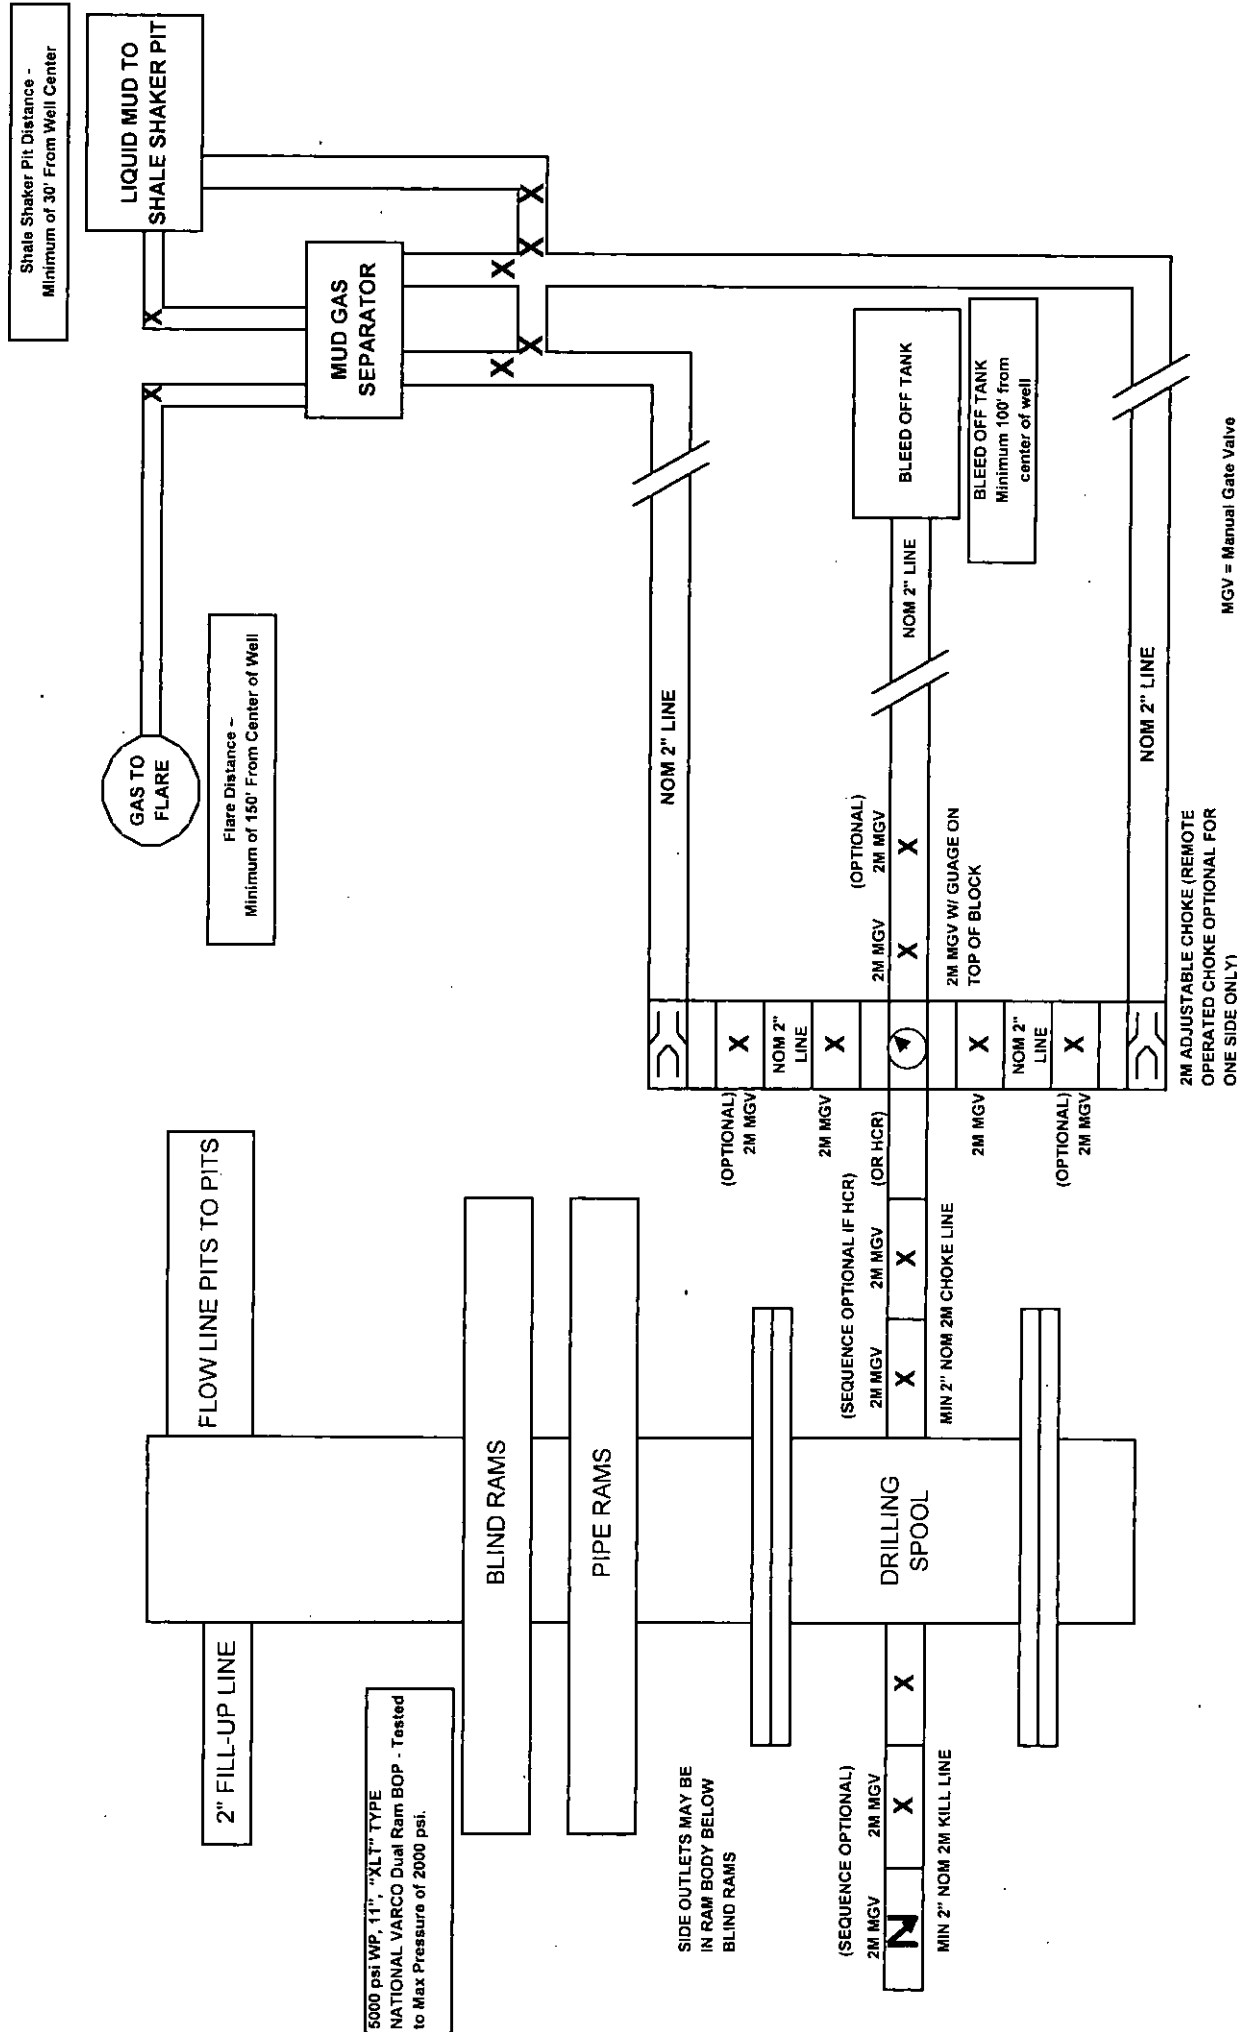 2" FILL-UP LINE
FLOW LINE PITS TO PITS
5000 psi WP, 11", "XLT" TYPE
NATIONAL VARCO Dual Ram BOP - Tested
to Max Pressure of 2000 psi.
BLIND RAMS
PIPE RAMS
SIDE OUTLETS MAY BE
IN RAM BODY BELOW
BLIND RAMS
(SEQUENCE OPTIONAL)
2M MGV
2M MGV
N
X
X
MIN 2" NOM 2M KILL LINE
DRILLING
SPOOL
(SEQUENCE OPTIONAL IF HCR)
2M MGV
2M MGV
(OR HCR)
X
X
MIN 2" NOM 2M CHOKE LINE
(OPTIONAL)
2M MGV
X
NOM 2"
LINE
2M MGV
X
2M MGV
X
NOM 2"
LINE
(OPTIONAL)
2M MGV
X
2M ADJUSTABLE CHOKE (REMOTE
OPERATED CHOKE OPTIONAL FOR
ONE SIDE ONLY)
2M MGV W/ GUAGE ON
TOP OF BLOCK
2M MGV
X
(OPTIONAL)
2M MGV
X
NOM 2" LINE
NOM 2" LINE
NOM 2" LINE
BLEED OFF TANK
BLEED OFF TANK
Minimum 100' from
center of well
GAS TO
FLARE
Flare Distance -
Minimum of 150' From Center of Well
X
X
MUD GAS
SEPARATOR
X
X
X
X
X
LIQUID MUD TO
SHALE SHAKER PIT
Shale Shaker Pit Distance -
Minimum of 30' From Well Center
MGV = Manual Gate Valve